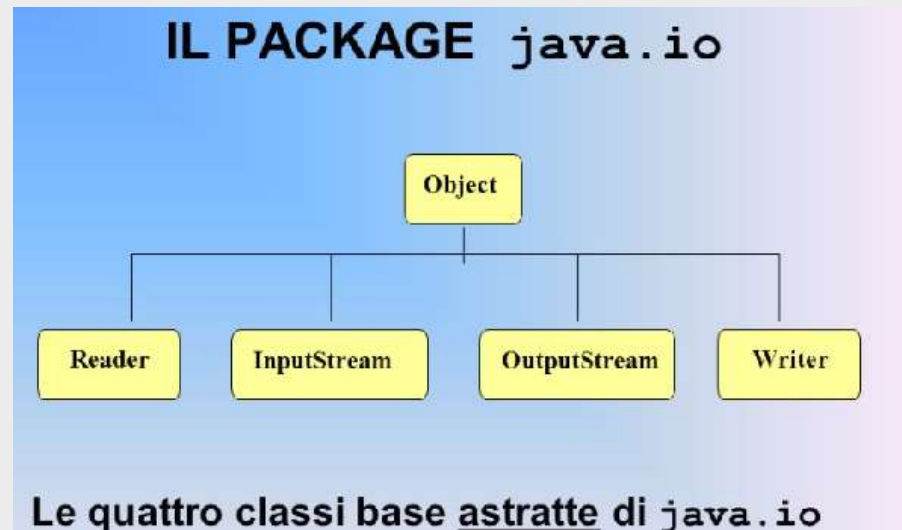 IL PACKAGE java.io
Object
Reader
InputStream
OutputStream
Writer
Le quattro classi base astratte di java.io